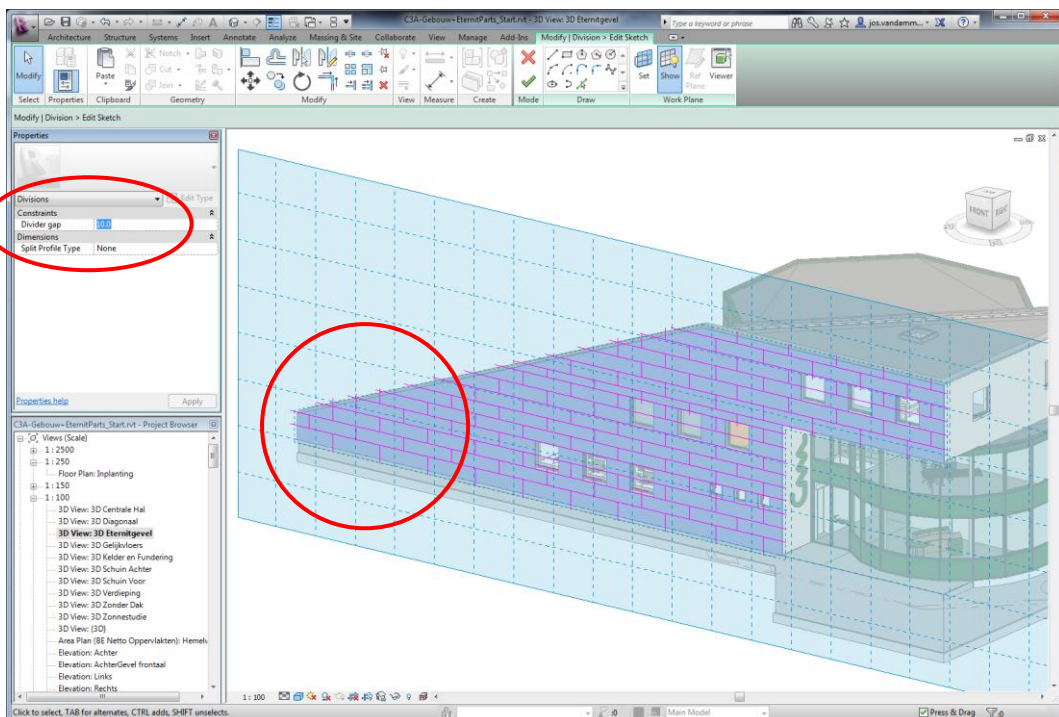 C3A-Gebouw+EternitParts_Start.rvt - 3D View: 3D Eternitgevel
Type a keyword or phrase
jos.vandamm...
Architecture Structure Systems Insert Annotate Analyze Massing & Site Collaborate View Manage Add-Ins Modify | Division > Edit Sketch
Modify
Paste
Notch
Cut
Join
Set Show Ref Plane Viewer
Select Properties Clipboard Geometry Modify View Measure Create Mode Draw Work Plane
Modify | Division > Edit Sketch
Properties
Divisions
Edit Type
Constraints
Divider gap 10.0
Dimensions
Split Profile Type None
Properties help
Apply
C3A-Gebouw+EternitParts_Start.rvt - Project Browser
Views (Scale)
1 : 2500
1 : 250
Floor Plan: Inplanting
1 : 150
1 : 100
3D View: 3D Centrale Hal
3D View: 3D Diagonaal
3D View: 3D Eternitgevel
3D View: 3D Gelijkvloers
3D View: 3D Kelder en Fundering
3D View: 3D Schuin Achter
3D View: 3D Schuin Voor
3D View: 3D Verdieping
3D View: 3D Zonder Dak
3D View: 3D Zonnestudie
3D View: {3D}
Area Plan (BE Netto Oppervlakten): Hemelw
Elevation: Achter
Elevation: AchterGevel frontaal
Elevation: Links
Elevation: Rechts
FRONT
RIGHT
33
1 : 100
Click to select, TAB for alternates, CTRL adds, SHIFT unselects.
:0
Main Model
Press & Drag
:0